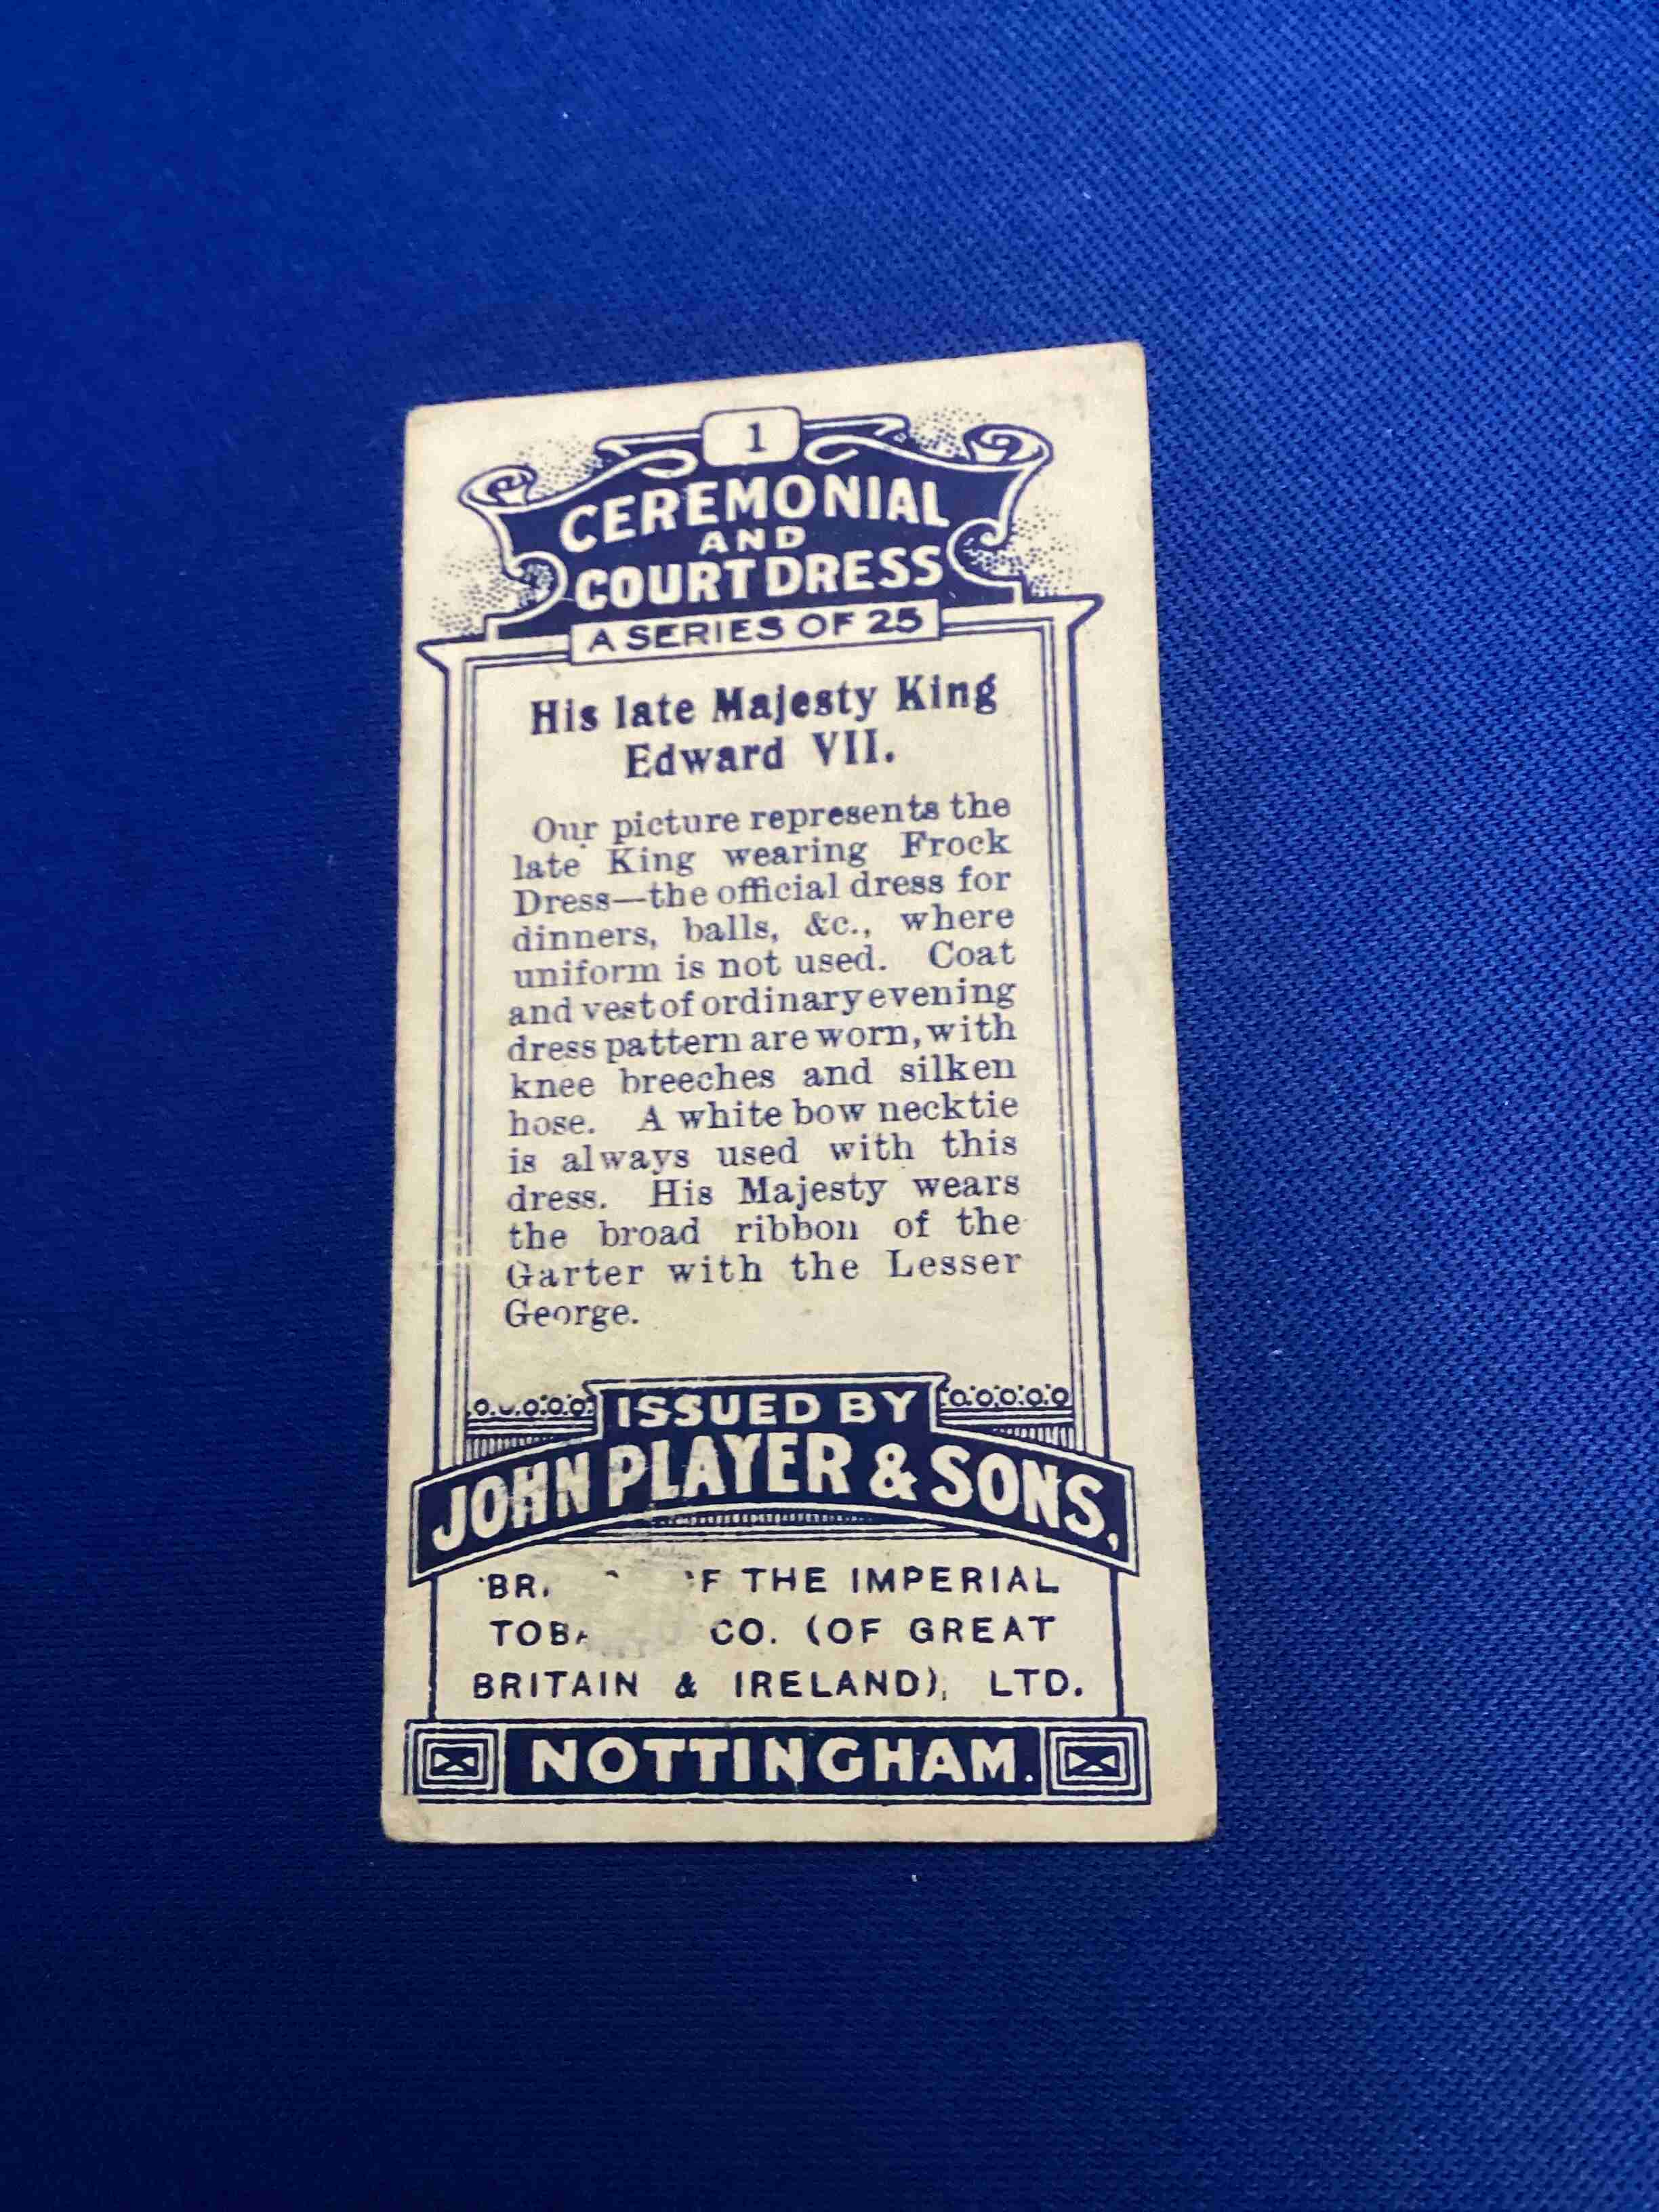 1
CEREMONIAL
AND
COURT DRESS
A SERIES OF 25
His late Majesty King
Edward VII.
Our picture represents the
late King wearing Frock
Dress—the official dress for
dinners, balls, &c., where
uniform is not used. Coat
and vest of ordinary evening
dress pattern are worn, with
knee breeches and silken
hose. A white bow necktie
is always used with this
dress. His Majesty wears
the broad ribbon of the
Garter with the Lesser
George.
ISSUED BY
JOHN PLAYER & SONS,
THE IMPERIAL
CO. (OF GREAT
BRITAIN & IRELAND), LTD.
NOTTINGHAM.